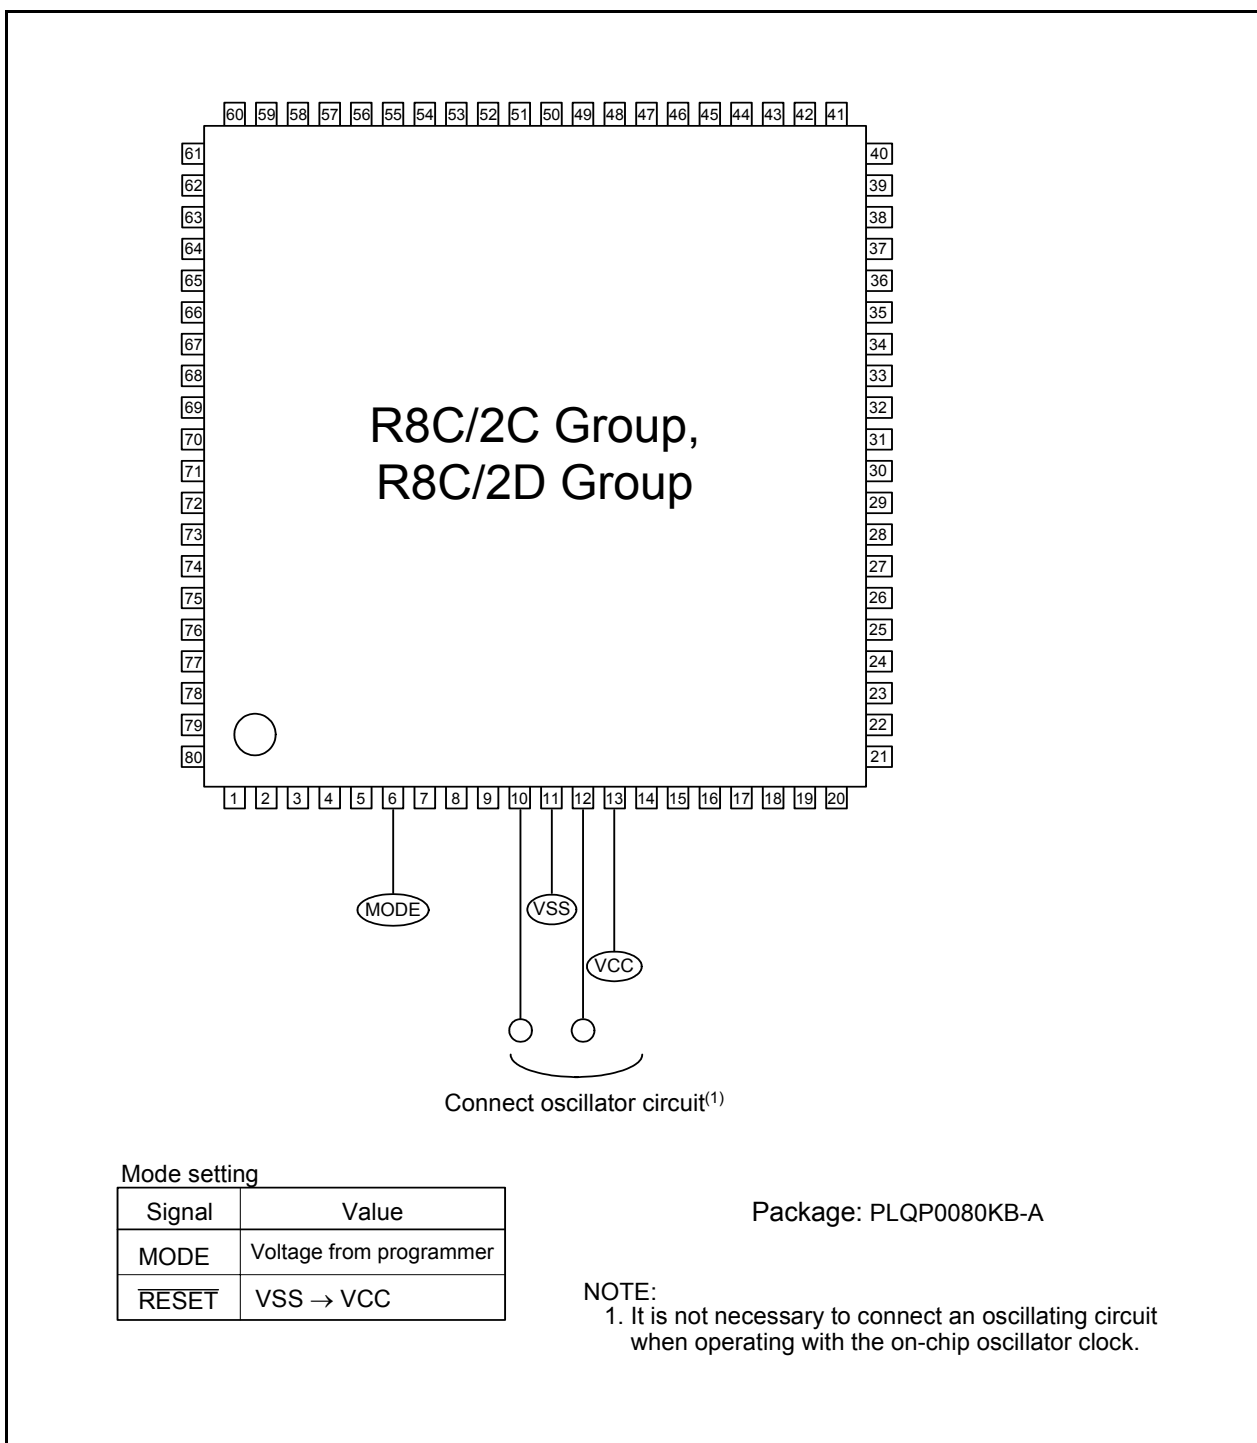 60 59 58 57 56 55 54 53 52 51 50 49 48 47 46 45 44 43 42 41
61 40
62 39
63 38
64 37
65 36
66 35
67 34
68 33
69 32
70 31
71 30
72 29
73 28
74 27
75 26
76 25
77 24
78 23
79 22
80 21
R8C/2C Group,
R8C/2D Group
1 2 3 4 5 6 7 8 9 10 11 12 13 14 15 16 17 18 19 20
MODE VSS
VCC
Connect oscillator circuit(1)
Mode setting
Signal Value
MODE Voltage from programmer
RESET VSS → VCC
Package: PLQP0080KB-A
NOTE:
1. It is not necessary to connect an oscillating circuit
when operating with the on-chip oscillator clock.